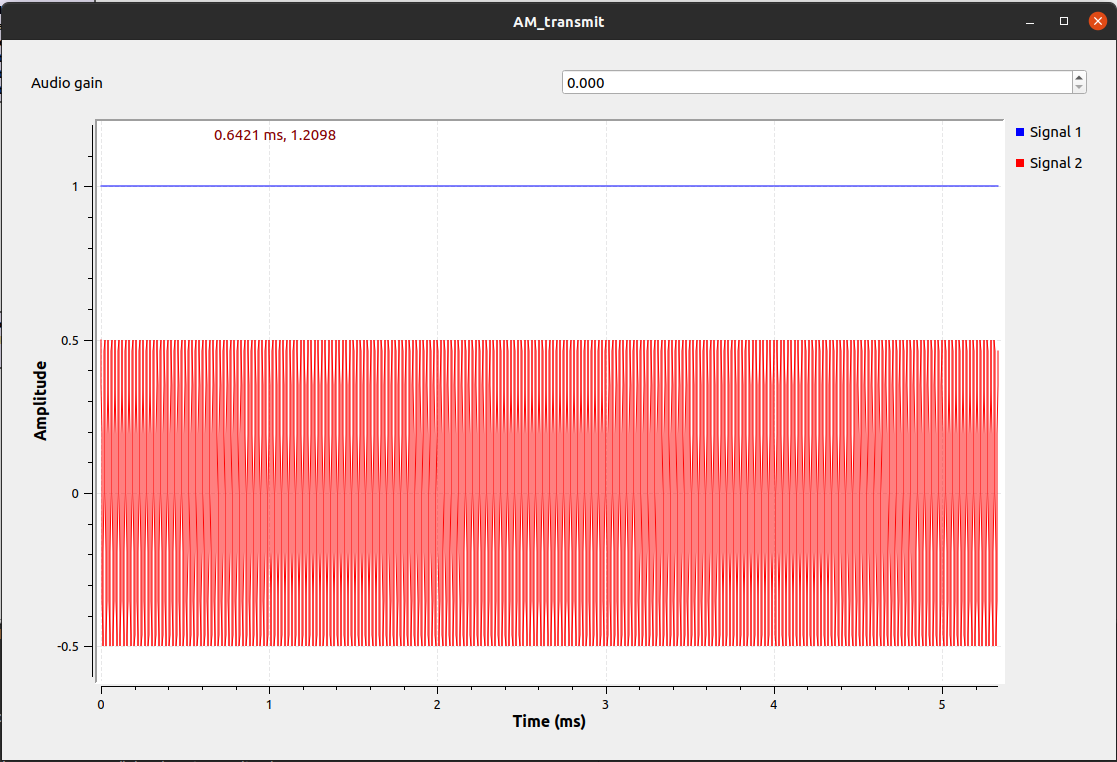 AM_transmit
Audio gain
0.000
0.6421 ms, 1.2098
Signal 1
Signal 2
1
0.5
0
-0.5
Amplitude
0 1 2 3 4 5
Time (ms)